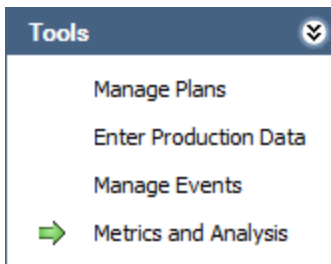 Tools
Manage Plans
Enter Production Data
Manage Events
Metrics and Analysis